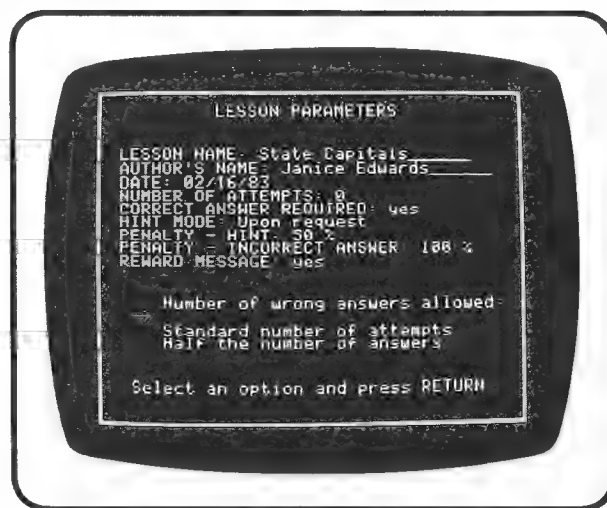 LESSON PARAMETERS
LESSON NAME: State Capitals
AUTHOR'S NAME: Janice Edwards
DATE: 02/16/83
NUMBER OF ATTEMPTS: 0
CORRECT ANSWER REQUIRED: yes
HINT MODE: Upon request
PENALTY - HINT: 50 %
PENALTY - INCORRECT ANSWER: 100 %
REWARD MESSAGE: yes
Number of wrong answers allowed:
Standard number of attempts
Half the number of answers
Select an option and press RETURN